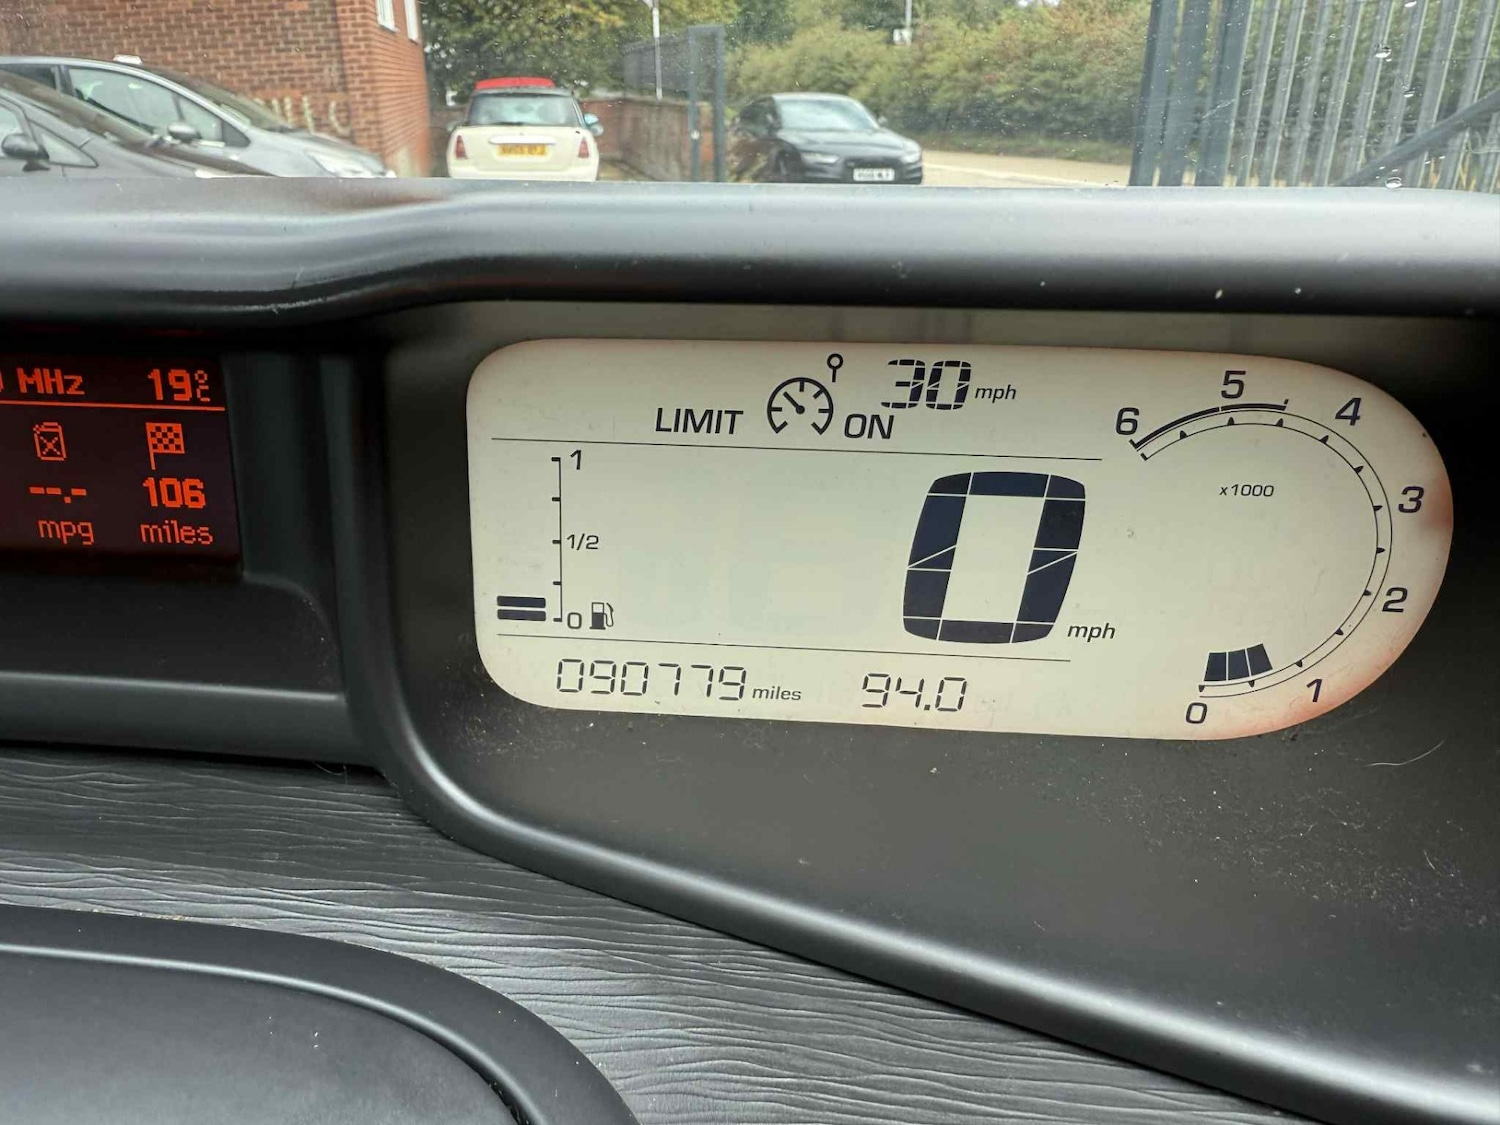 MHz 19°C
--.- 106
mpg miles
LIMIT ON 30 mph
1
1/2
0
0 mph
090779 miles 94.0
6 5 4 3 2 1 0
x1000